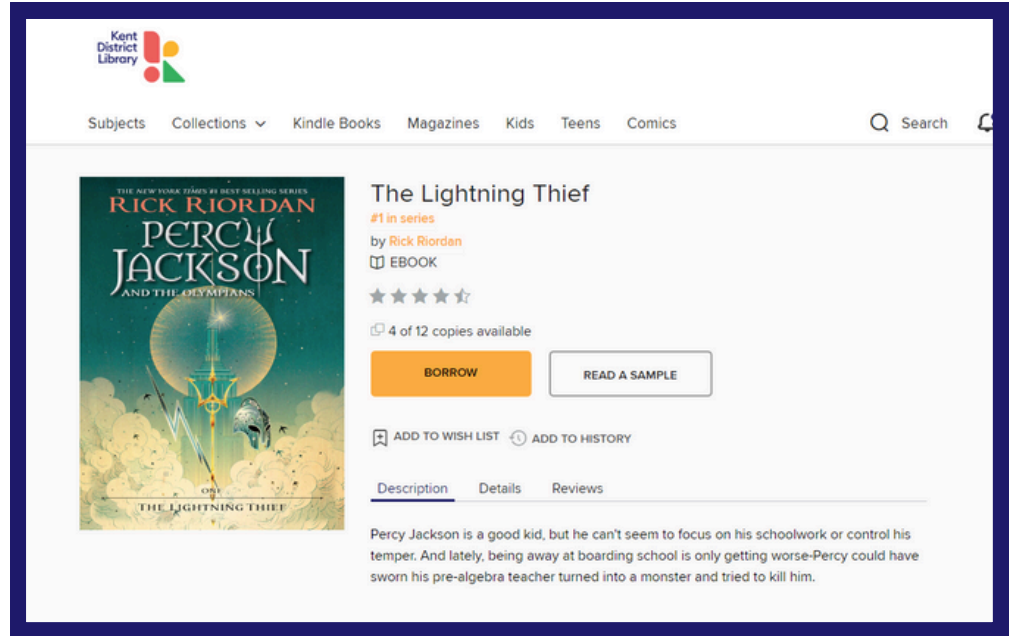 Kent
District
Library
Subjects Collections Kindle Books Magazines Kids Teens Comics Search
THE NEW YORK TIMES #1 BEST SELLING SERIES
RICK RIORDAN
PERCY
JACKSON
AND THE OLYMPIANS
ONE
THE LIGHTNING THIEF
The Lightning Thief
#1 in series
by Rick Riordan
EBOOK
4 of 12 copies available
BORROW READ A SAMPLE
ADD TO WISH LIST ADD TO HISTORY
Description Details Reviews
Percy Jackson is a good kid, but he can't seem to focus on his schoolwork or control his
temper. And lately, being away at boarding school is only getting worse-Percy could have
sworn his pre-algebra teacher turned into a monster and tried to kill him.